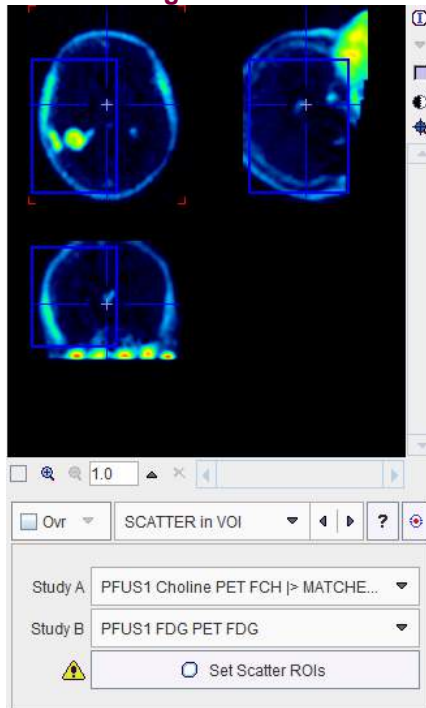 1.0
Ovr
SCATTER in VOI
?
Study A PFUS1 Choline PET FCH |> MATCHE...
Study B PFUS1 FDG PET FDG
Set Scatter ROIs